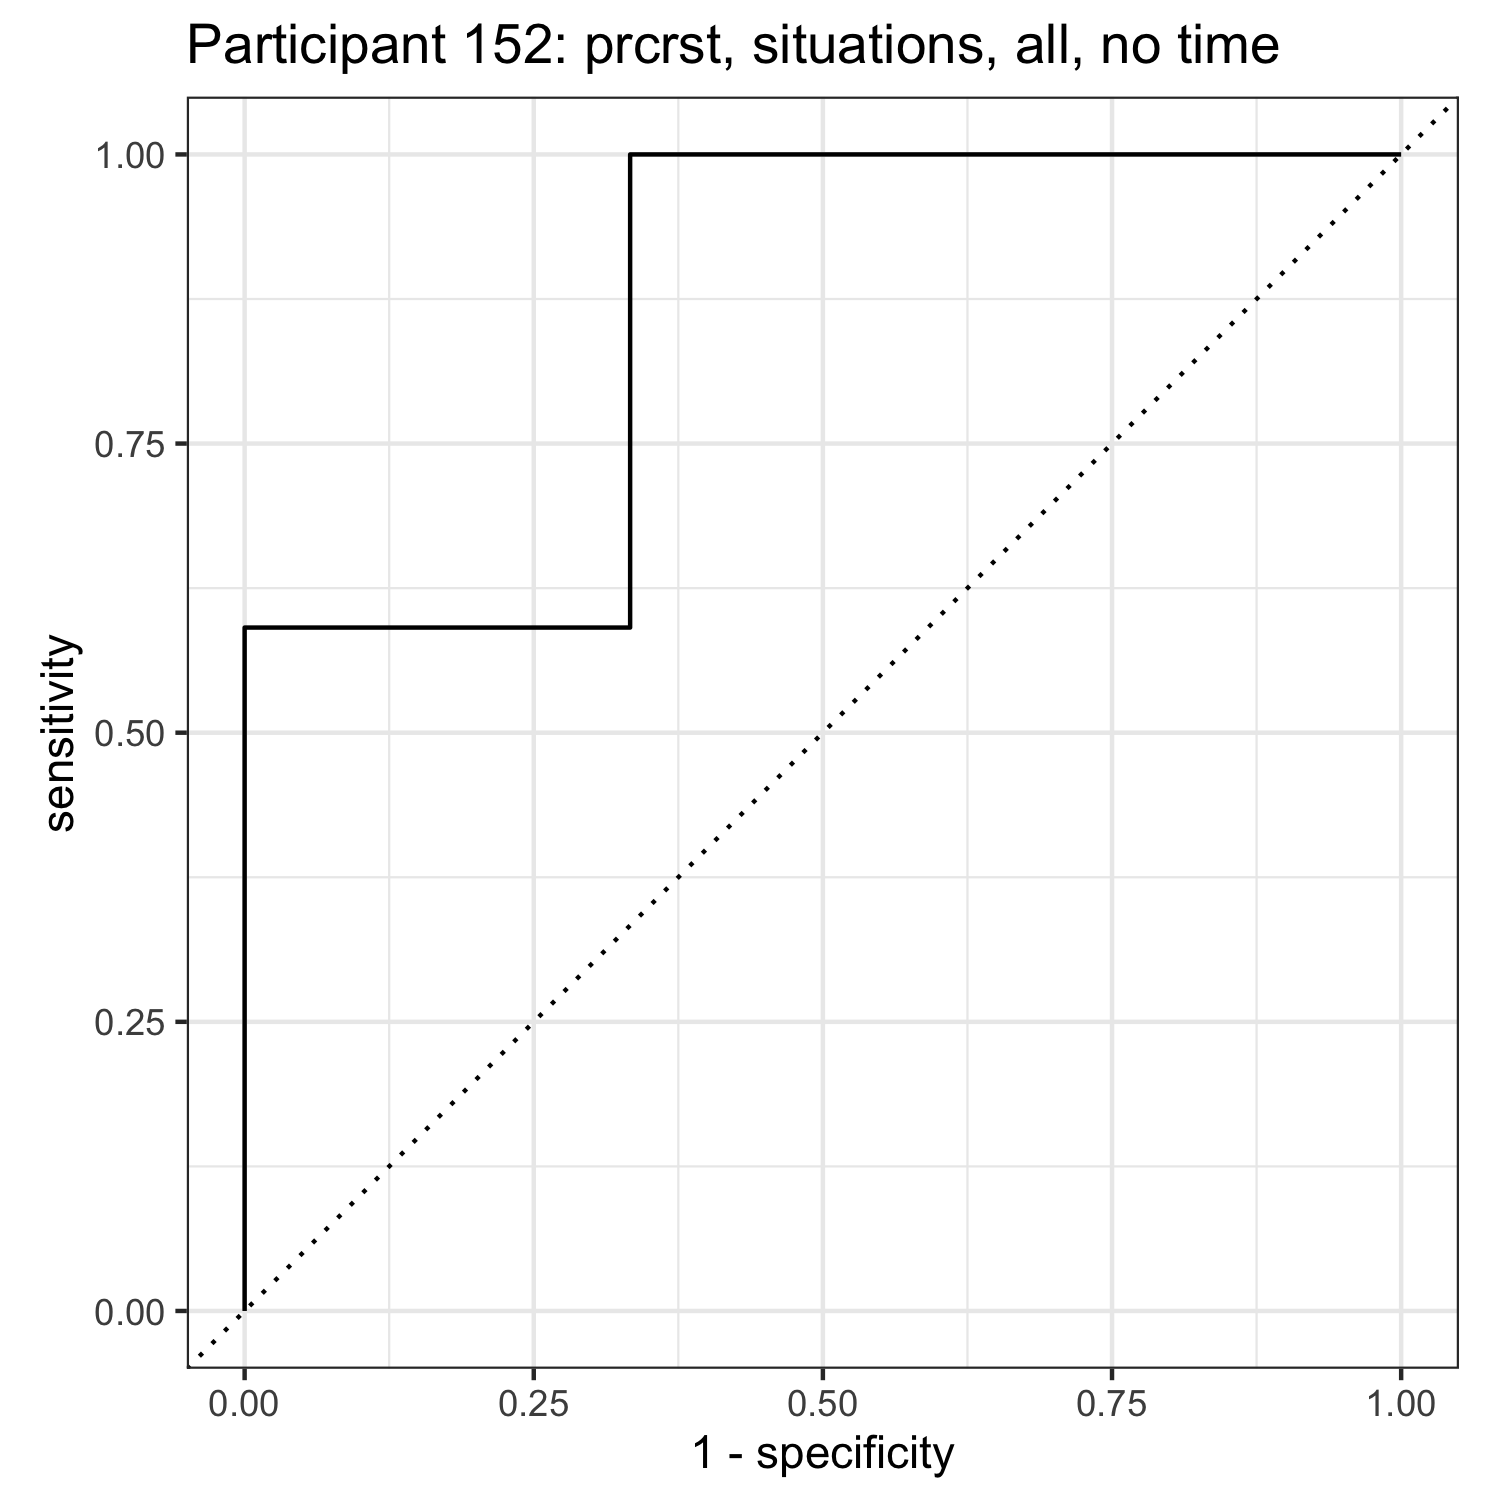 Participant 152: prcrst, situations, all, no time
sensitivity
1.00
0.75
0.50
0.25
0.00
0.00 0.25 0.50 0.75 1.00
1 - specificity